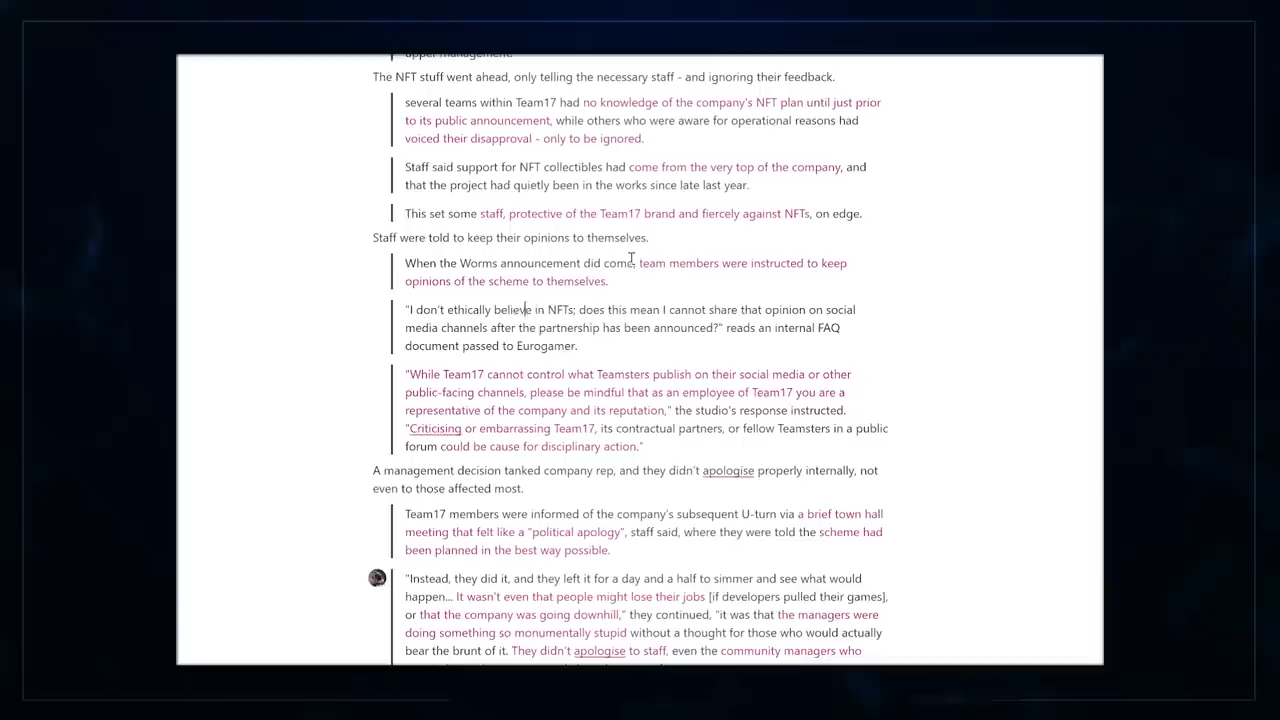 upper management.
The NFT stuff went ahead, only telling the necessary staff - and ignoring their feedback.
several teams within Team17 had no knowledge of the company's NFT plan until just prior
to its public announcement, while others who were aware for operational reasons had
voiced their disapproval - only to be ignored.
Staff said support for NFT collectibles had come from the very top of the company, and
that the project had quietly been in the works since late last year.
This set some staff, protective of the Team17 brand and fiercely against NFTs, on edge.
Staff were told to keep their opinions to themselves.
When the Worms announcement did come, team members were instructed to keep
opinions of the scheme to themselves.
"I don't ethically believe in NFTs; does this mean I cannot share that opinion on social
media channels after the partnership has been announced?" reads an internal FAQ
document passed to Eurogamer.
"While Team17 cannot control what Teamsters publish on their social media or other
public-facing channels, please be mindful that as an employee of Team17 you are a
representative of the company and its reputation," the studio's response instructed.
"Criticising or embarrassing Team17, its contractual partners, or fellow Teamsters in a public
forum could be cause for disciplinary action."
A management decision tanked company rep, and they didn't apologise properly internally, not
even to those affected most.
Team17 members were informed of the company's subsequent U-turn via a brief town hall
meeting that felt like a "political apology", staff said, where they were told the scheme had
been planned in the best way possible.
"Instead, they did it, and they left it for a day and a half to simmer and see what would
happen... It wasn't even that people might lose their jobs [if developers pulled their games],
or that the company was going downhill," they continued, "it was that the managers were
doing something so monumentally stupid without a thought for those who would actually
bear the brunt of it. They didn't apologise to staff, even the community managers who